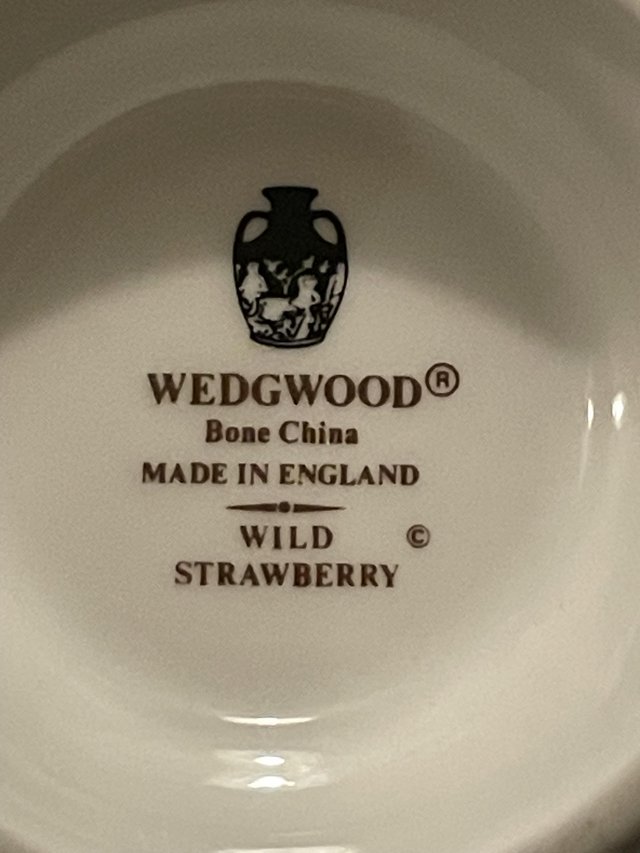 WEDGWOOD®
Bone China
MADE IN ENGLAND
WILD ©
STRAWBERRY